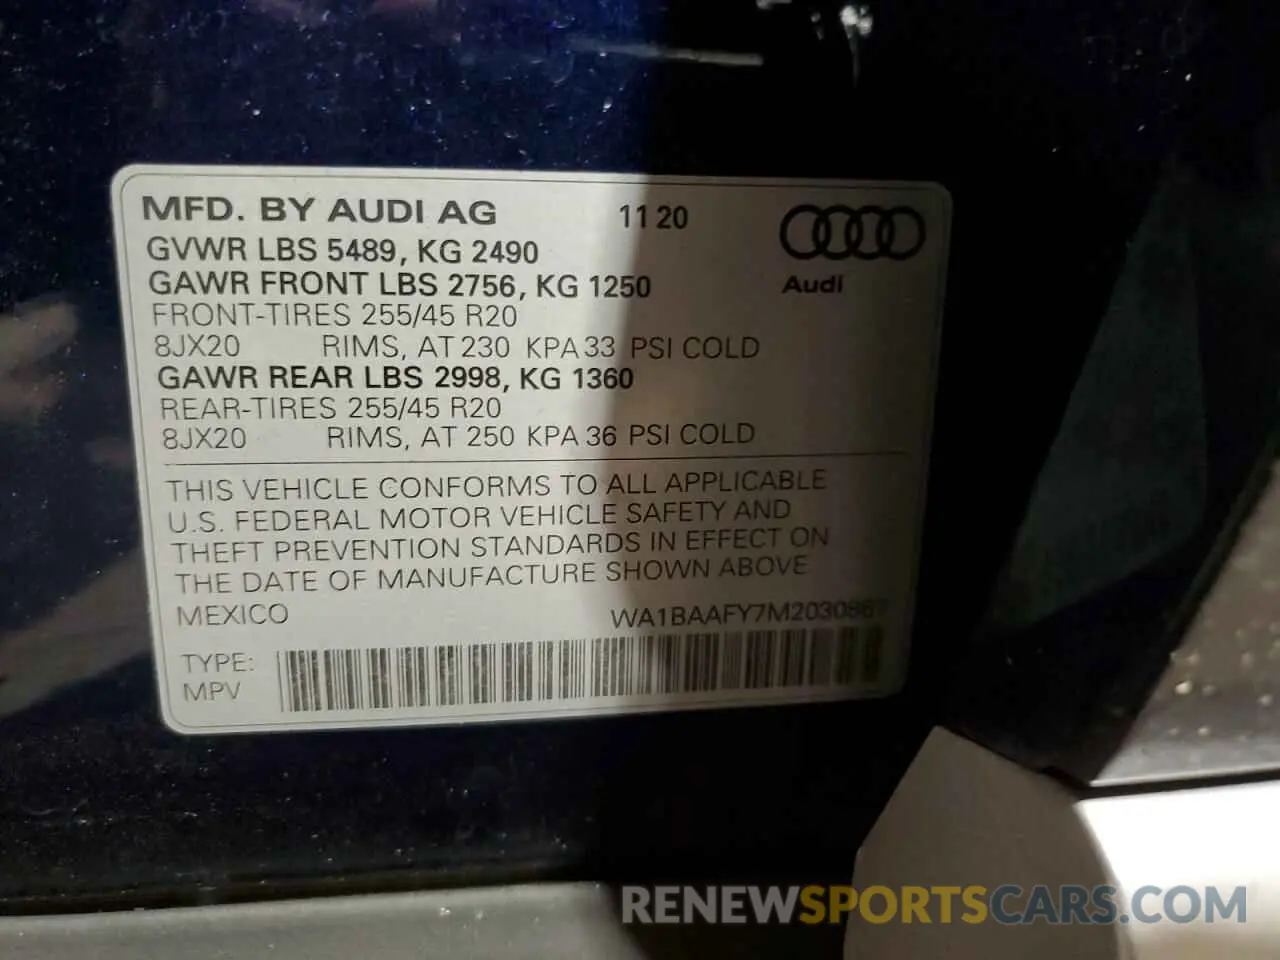 MFD. BY AUDI AG 11 20
GVWR LBS 5489, KG 2490
GAWR FRONT LBS 2756, KG 1250
Audi
FRONT-TIRES 255/45 R20
8JX20 RIMS, AT 230 KPA 33 PSI COLD
GAWR REAR LBS 2998, KG 1360
REAR-TIRES 255/45 R20
8JX20 RIMS, AT 250 KPA 36 PSI COLD
THIS VEHICLE CONFORMS TO ALL APPLICABLE
U.S. FEDERAL MOTOR VEHICLE SAFETY AND
THEFT PREVENTION STANDARDS IN EFFECT ON
THE DATE OF MANUFACTURE SHOWN ABOVE
MEXICO WA1BAAFY7M2030867
TYPE:
MPV
RENEWSPORTSCARS.COM